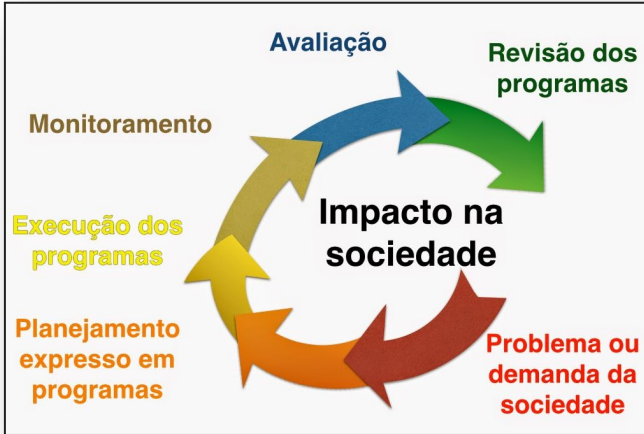 Avaliação
Revisão dos
programas
Monitoramento
Impacto na
sociedade
Execução dos
programas
Planejamento
expresso em
programas
Problema ou
demanda da
sociedade